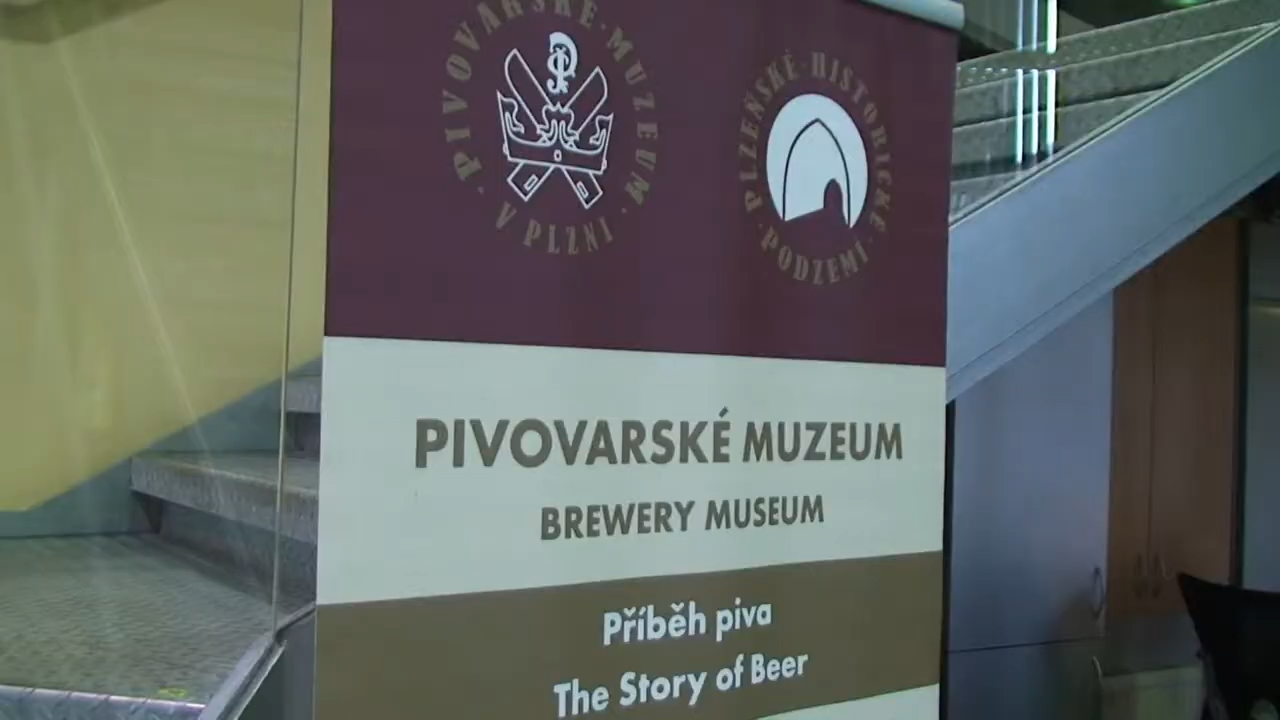 PIVOVARSKÉ · MUZEUM ·
V PLZNI ·
PLZEŇSKÉ · HISTORICKÉ
· PODZEMÍ ·
PIVOVARSKÉ MUZEUM
BREWERY MUSEUM
Příběh piva
The Story of Beer